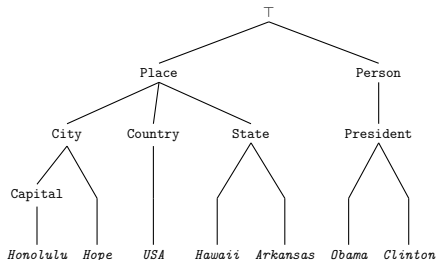 ⊤
Place Person
City Country State President
Capital
Honolulu Hope USA Hawaii Arkansas Obama Clinton